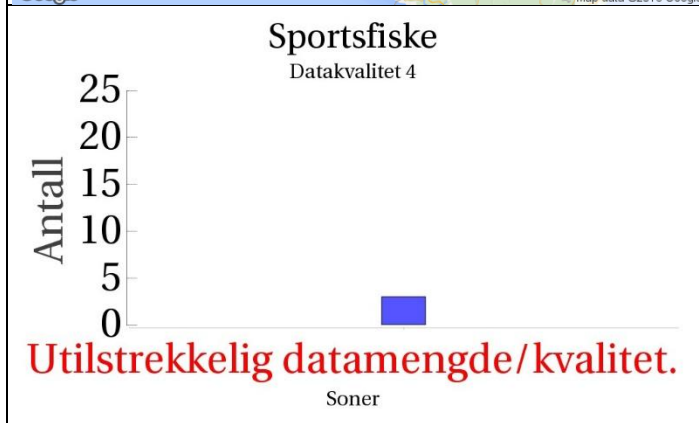 Sportsfiske
Datakvalitet 4
25
20
15
10
5
0
Antall
Utilstrekkelig datamengde/kvalitet.
Soner